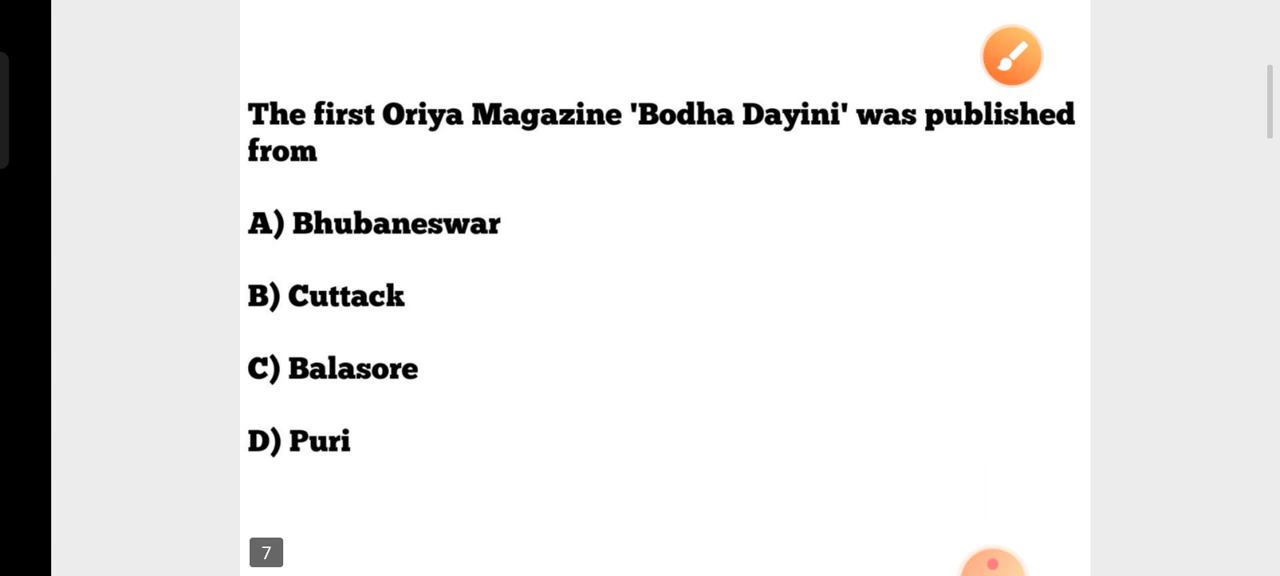 The first Oriya Magazine 'Bodha Dayini' was published
from
A) Bhubaneswar
B) Cuttack
C) Balasore
D) Puri
7